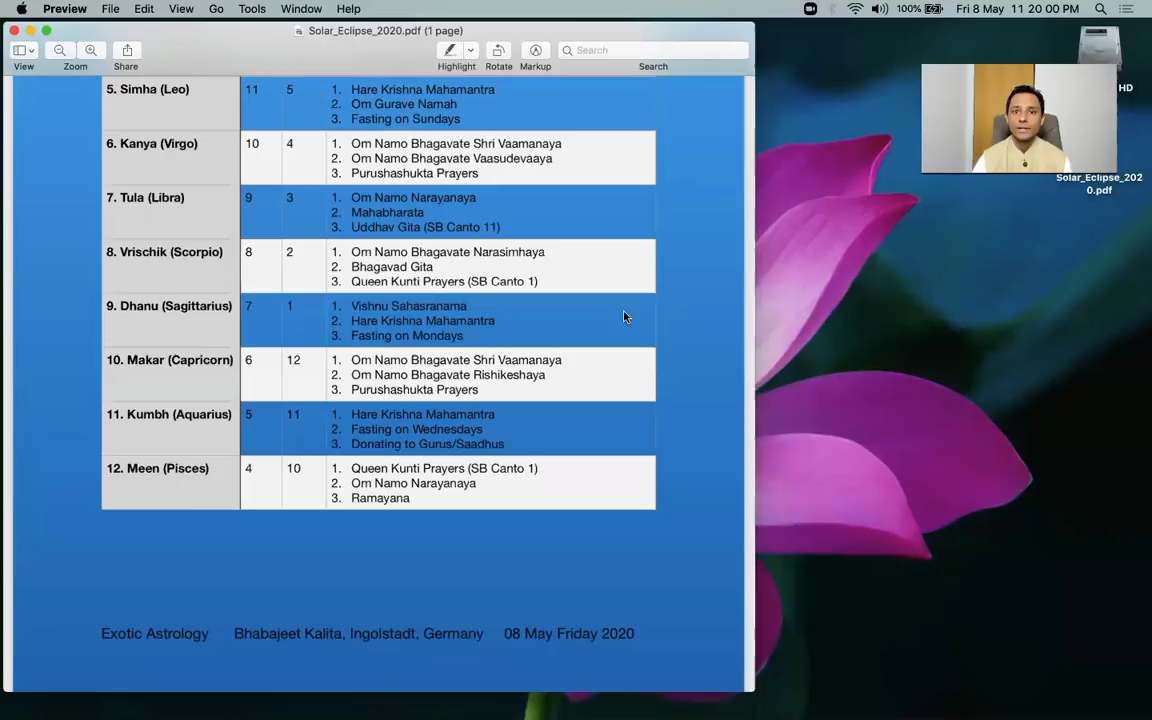 Preview File Edit View Go Tools Window Help 100% Fri 8 May 11 20 00 PM
Solar_Eclipse_2020.pdf (1 page)
Search
View Zoom Share Highlight Rotate Markup Search
HD
Solar_Eclipse_202
0.pdf
5. Simha (Leo) 11 5 1. Hare Krishna Mahamantra
2. Om Gurave Namah
3. Fasting on Sundays
6. Kanya (Virgo) 10 4 1. Om Namo Bhagavate Shri Vaamanaya
2. Om Namo Bhagavate Vaasudevaaya
3. Purushashukta Prayers
7. Tula (Libra) 9 3 1. Om Namo Narayanaya
2. Mahabharata
3. Uddhav Gita (SB Canto 11)
8. Vrischik (Scorpio) 8 2 1. Om Namo Bhagavate Narasimhaya
2. Bhagavad Gita
3. Queen Kunti Prayers (SB Canto 1)
9. Dhanu (Sagittarius) 7 1 1. Vishnu Sahasranama
2. Hare Krishna Mahamantra
3. Fasting on Mondays
10. Makar (Capricorn) 6 12 1. Om Namo Bhagavate Shri Vaamanaya
2. Om Namo Bhagavate Rishikeshaya
3. Purushashukta Prayers
11. Kumbh (Aquarius) 5 11 1. Hare Krishna Mahamantra
2. Fasting on Wednesdays
3. Donating to Gurus/Saadhus
12. Meen (Pisces) 4 10 1. Queen Kunti Prayers (SB Canto 1)
2. Om Namo Narayanaya
3. Ramayana
Exotic Astrology Bhabajeet Kalita, Ingolstadt, Germany 08 May Friday 2020